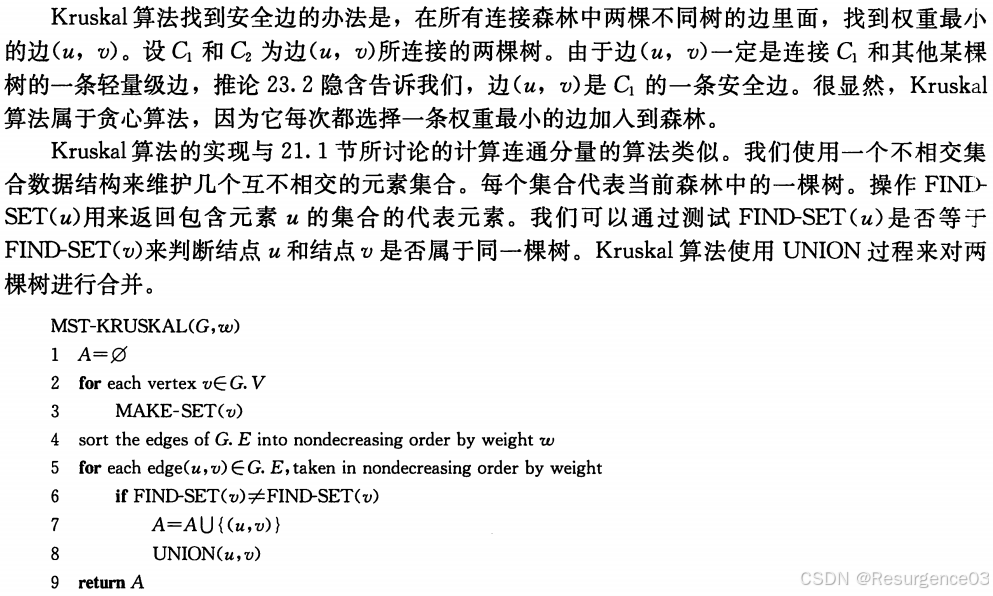 Kruskal 算法找到安全边的办法是，在所有连接森林中两棵不同树的边里面，找到权重最小
的边(u，v)。设 C₁ 和 C₂ 为边(u，v)所连接的两棵树。由于边(u，v)一定是连接 C₁ 和其他某棵
树的一条轻量级边，推论 23.2 隐含告诉我们，边(u，v)是 C₁ 的一条安全边。很显然，Kruskal
算法属于贪心算法，因为它每次都选择一条权重最小的边加入到森林。
Kruskal 算法的实现与 21.1 节所讨论的计算连通分量的算法类似。我们使用一个不相交集
合数据结构来维护几个互不相交的元素集合。每个集合代表当前森林中的一棵树。操作 FIND-
SET(u)用来返回包含元素 u 的集合的代表元素。我们可以通过测试 FIND-SET(u)是否等于
FIND-SET(v)来判断结点 u 和结点 v 是否属于同一棵树。Kruskal 算法使用 UNION 过程来对两
棵树进行合并。
MST-KRUSKAL(G,w)
1 A=∅
2 for each vertex v∈G.V
3 MAKE-SET(v)
4 sort the edges of G.E into nondecreasing order by weight w
5 for each edge(u,v)∈G.E,taken in nondecreasing order by weight
6 if FIND-SET(v)≠FIND-SET(v)
7 A=A∪{(u,v)}
8 UNION(u,v)
9 return A
CSDN @Resurgence03